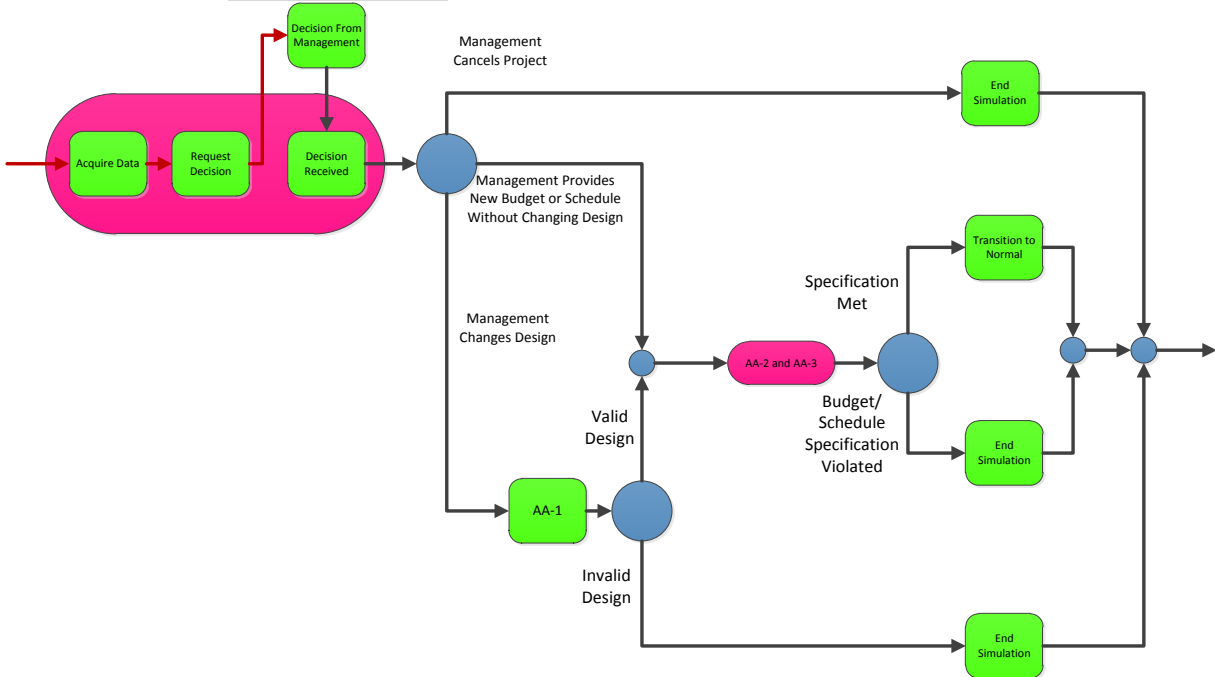 Decision From
Management
Acquire Data
Request
Decision
Decision
Received
Management
Cancels Project
End
Simulation
Management Provides
New Budget or Schedule
Without Changing Design
Transition to
Normal
Specification
Met
Management
Changes Design
AA-2 and AA-3
Valid
Design
Budget/
Schedule
Specification
Violated
End
Simulation
AA-1
Invalid
Design
End
Simulation